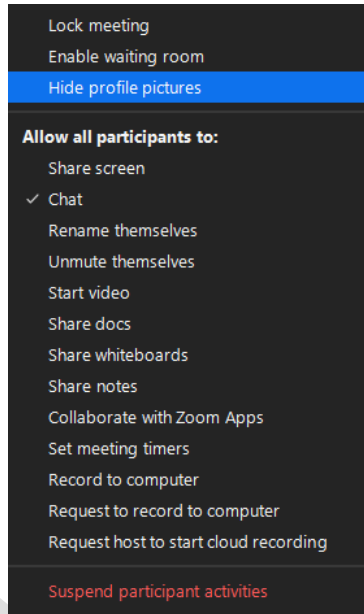 Lock meeting
Enable waiting room
Hide profile pictures
Allow all participants to:
Share screen
Chat
Rename themselves
Unmute themselves
Start video
Share docs
Share whiteboards
Share notes
Collaborate with Zoom Apps
Set meeting timers
Record to computer
Request to record to computer
Request host to start cloud recording
Suspend participant activities